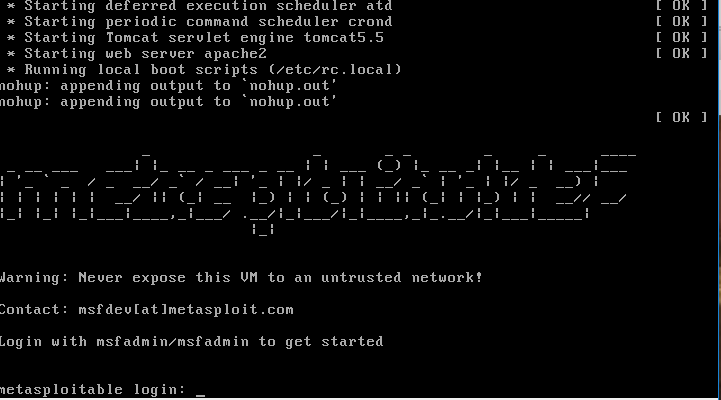 * Starting deferred execution scheduler atd [ OK ]
* Starting periodic command scheduler crond [ OK ]
* Starting Tomcat servlet engine tomcat5.5 [ OK ]
* Starting web server apache2 [ OK ]
* Running local boot scripts (/etc/rc.local)
nohup: appending output to `nohup.out'
nohup: appending output to `nohup.out'
[ OK ]
metasploitable2
Warning: Never expose this VM to an untrusted network!
Contact: msfdev[at]metasploit.com
Login with msfadmin/msfadmin to get started
metasploitable login: _